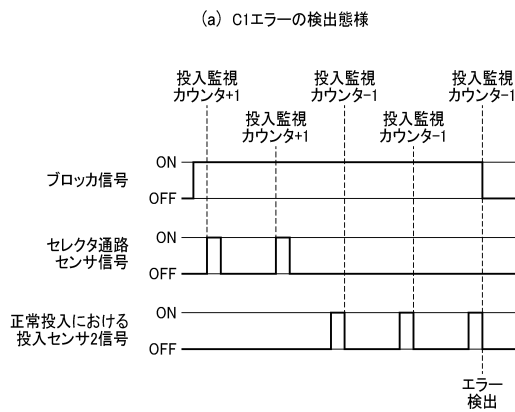 (a) C1エラーの検出態様
投入監視
カウンタ+1
投入監視
カウンタ-1
投入監視
カウンタ-1
投入監視
カウンタ+1
投入監視
カウンタ-1
ブロッカ信号
ON
OFF
セレクタ通路
センサ信号
ON
OFF
正常投入における
投入センサ2信号
ON
OFF
エラー
検出